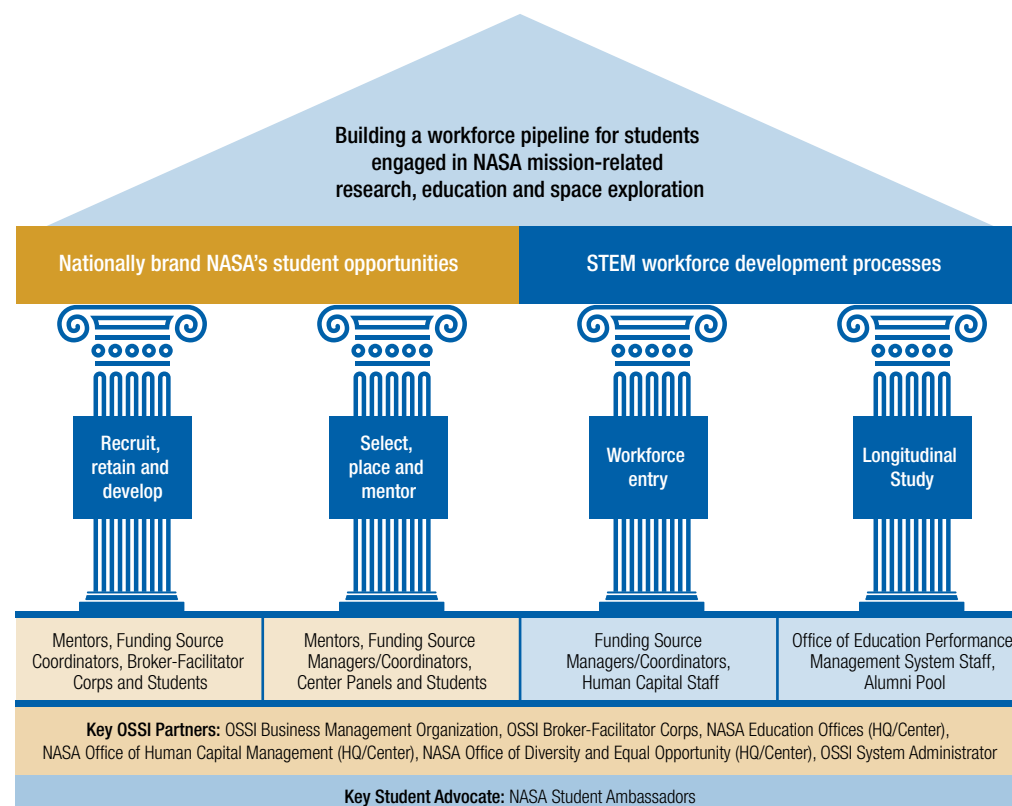 Building a workforce pipeline for students
engaged in NASA mission-related
research, education and space exploration
Nationally brand NASA's student opportunities
STEM workforce development processes
Recruit,
retain and
develop
Select,
place and
mentor
Workforce
entry
Longitudinal
Study
Mentors, Funding Source
Coordinators, Broker-Facilitator
Corps and Students
Mentors, Funding Source
Managers/Coordinators,
Center Panels and Students
Funding Source
Managers/Coordinators,
Human Capital Staff
Office of Education Performance
Management System Staff,
Alumni Pool
Key OSSI Partners: OSSI Business Management Organization, OSSI Broker-Facilitator Corps, NASA Education Offices (HQ/Center),
NASA Office of Human Capital Management (HQ/Center), NASA Office of Diversity and Equal Opportunity (HQ/Center), OSSI System Administrator
Key Student Advocate: NASA Student Ambassadors